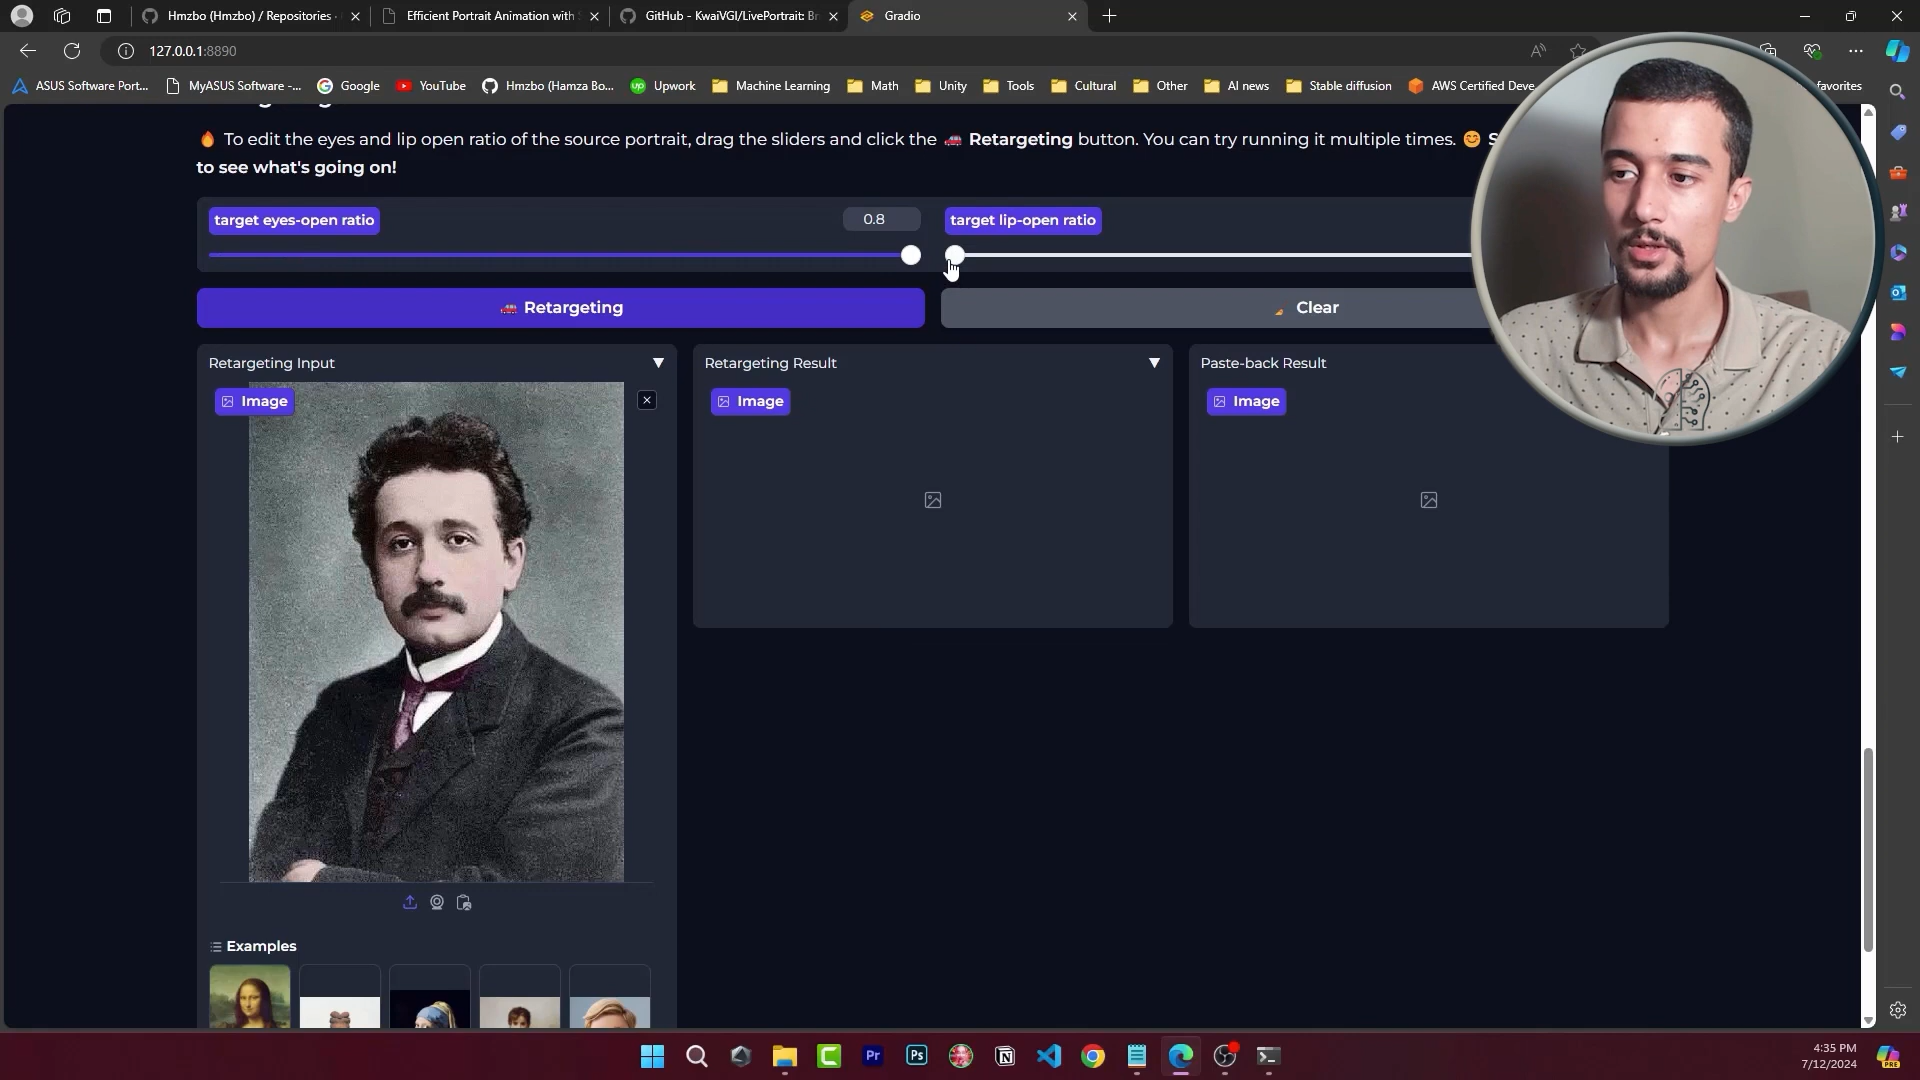 Hmzbo (Hmzbo) / Repositories
Efficient Portrait Animation with
GitHub - KwaiVGI/LivePortrait:
Gradio
127.0.0.1:8890
ASUS Software Port...
MyASUS Software -...
Google
YouTube
Hmzbo (Hamza Bo...
Upwork
Machine Learning
Math
Unity
Tools
Cultural
Other
AI news
Stable diffusion
AWS Certified Deve
favorites
To edit the eyes and lip open ratio of the source portrait, drag the sliders and click the 🚗 Retargeting button. You can try running it multiple times. 😊
to see what's going on!
target eyes-open ratio
0.8
target lip-open ratio
🚗 Retargeting
Clear
Retargeting Input
Retargeting Result
Paste-back Result
Image
Image
Image
Examples
4:35 PM
7/12/2024